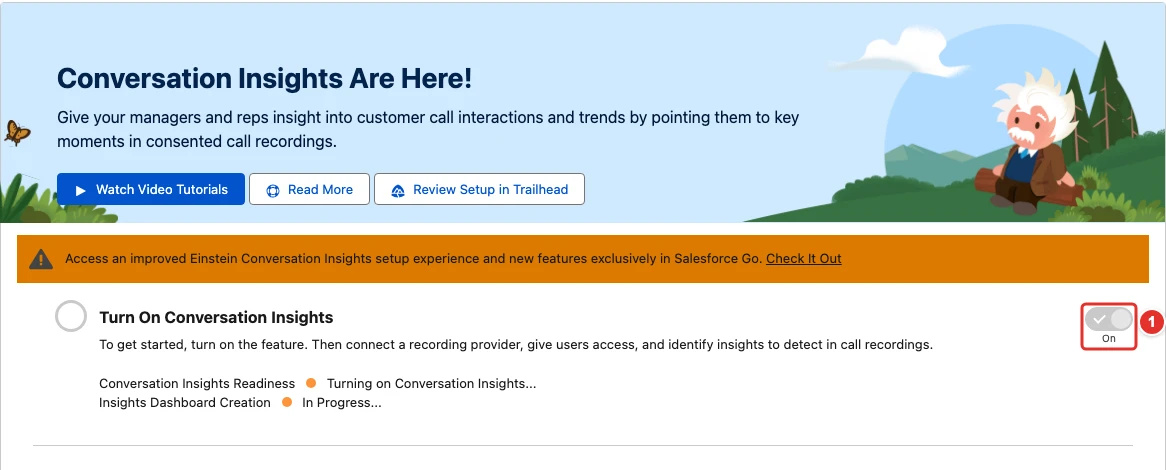 Conversation Insights Are Here!
Give your managers and reps insight into customer call interactions and trends by pointing them to key
moments in consented call recordings.
Watch Video Tutorials
Read More
Review Setup in Trailhead
Access an improved Einstein Conversation Insights setup experience and new features exclusively in Salesforce Go. Check It Out
Turn On Conversation Insights
To get started, turn on the feature. Then connect a recording provider, give users access, and identify insights to detect in call recordings.
On
1
Conversation Insights Readiness Turning on Conversation Insights...
Insights Dashboard Creation In Progress...